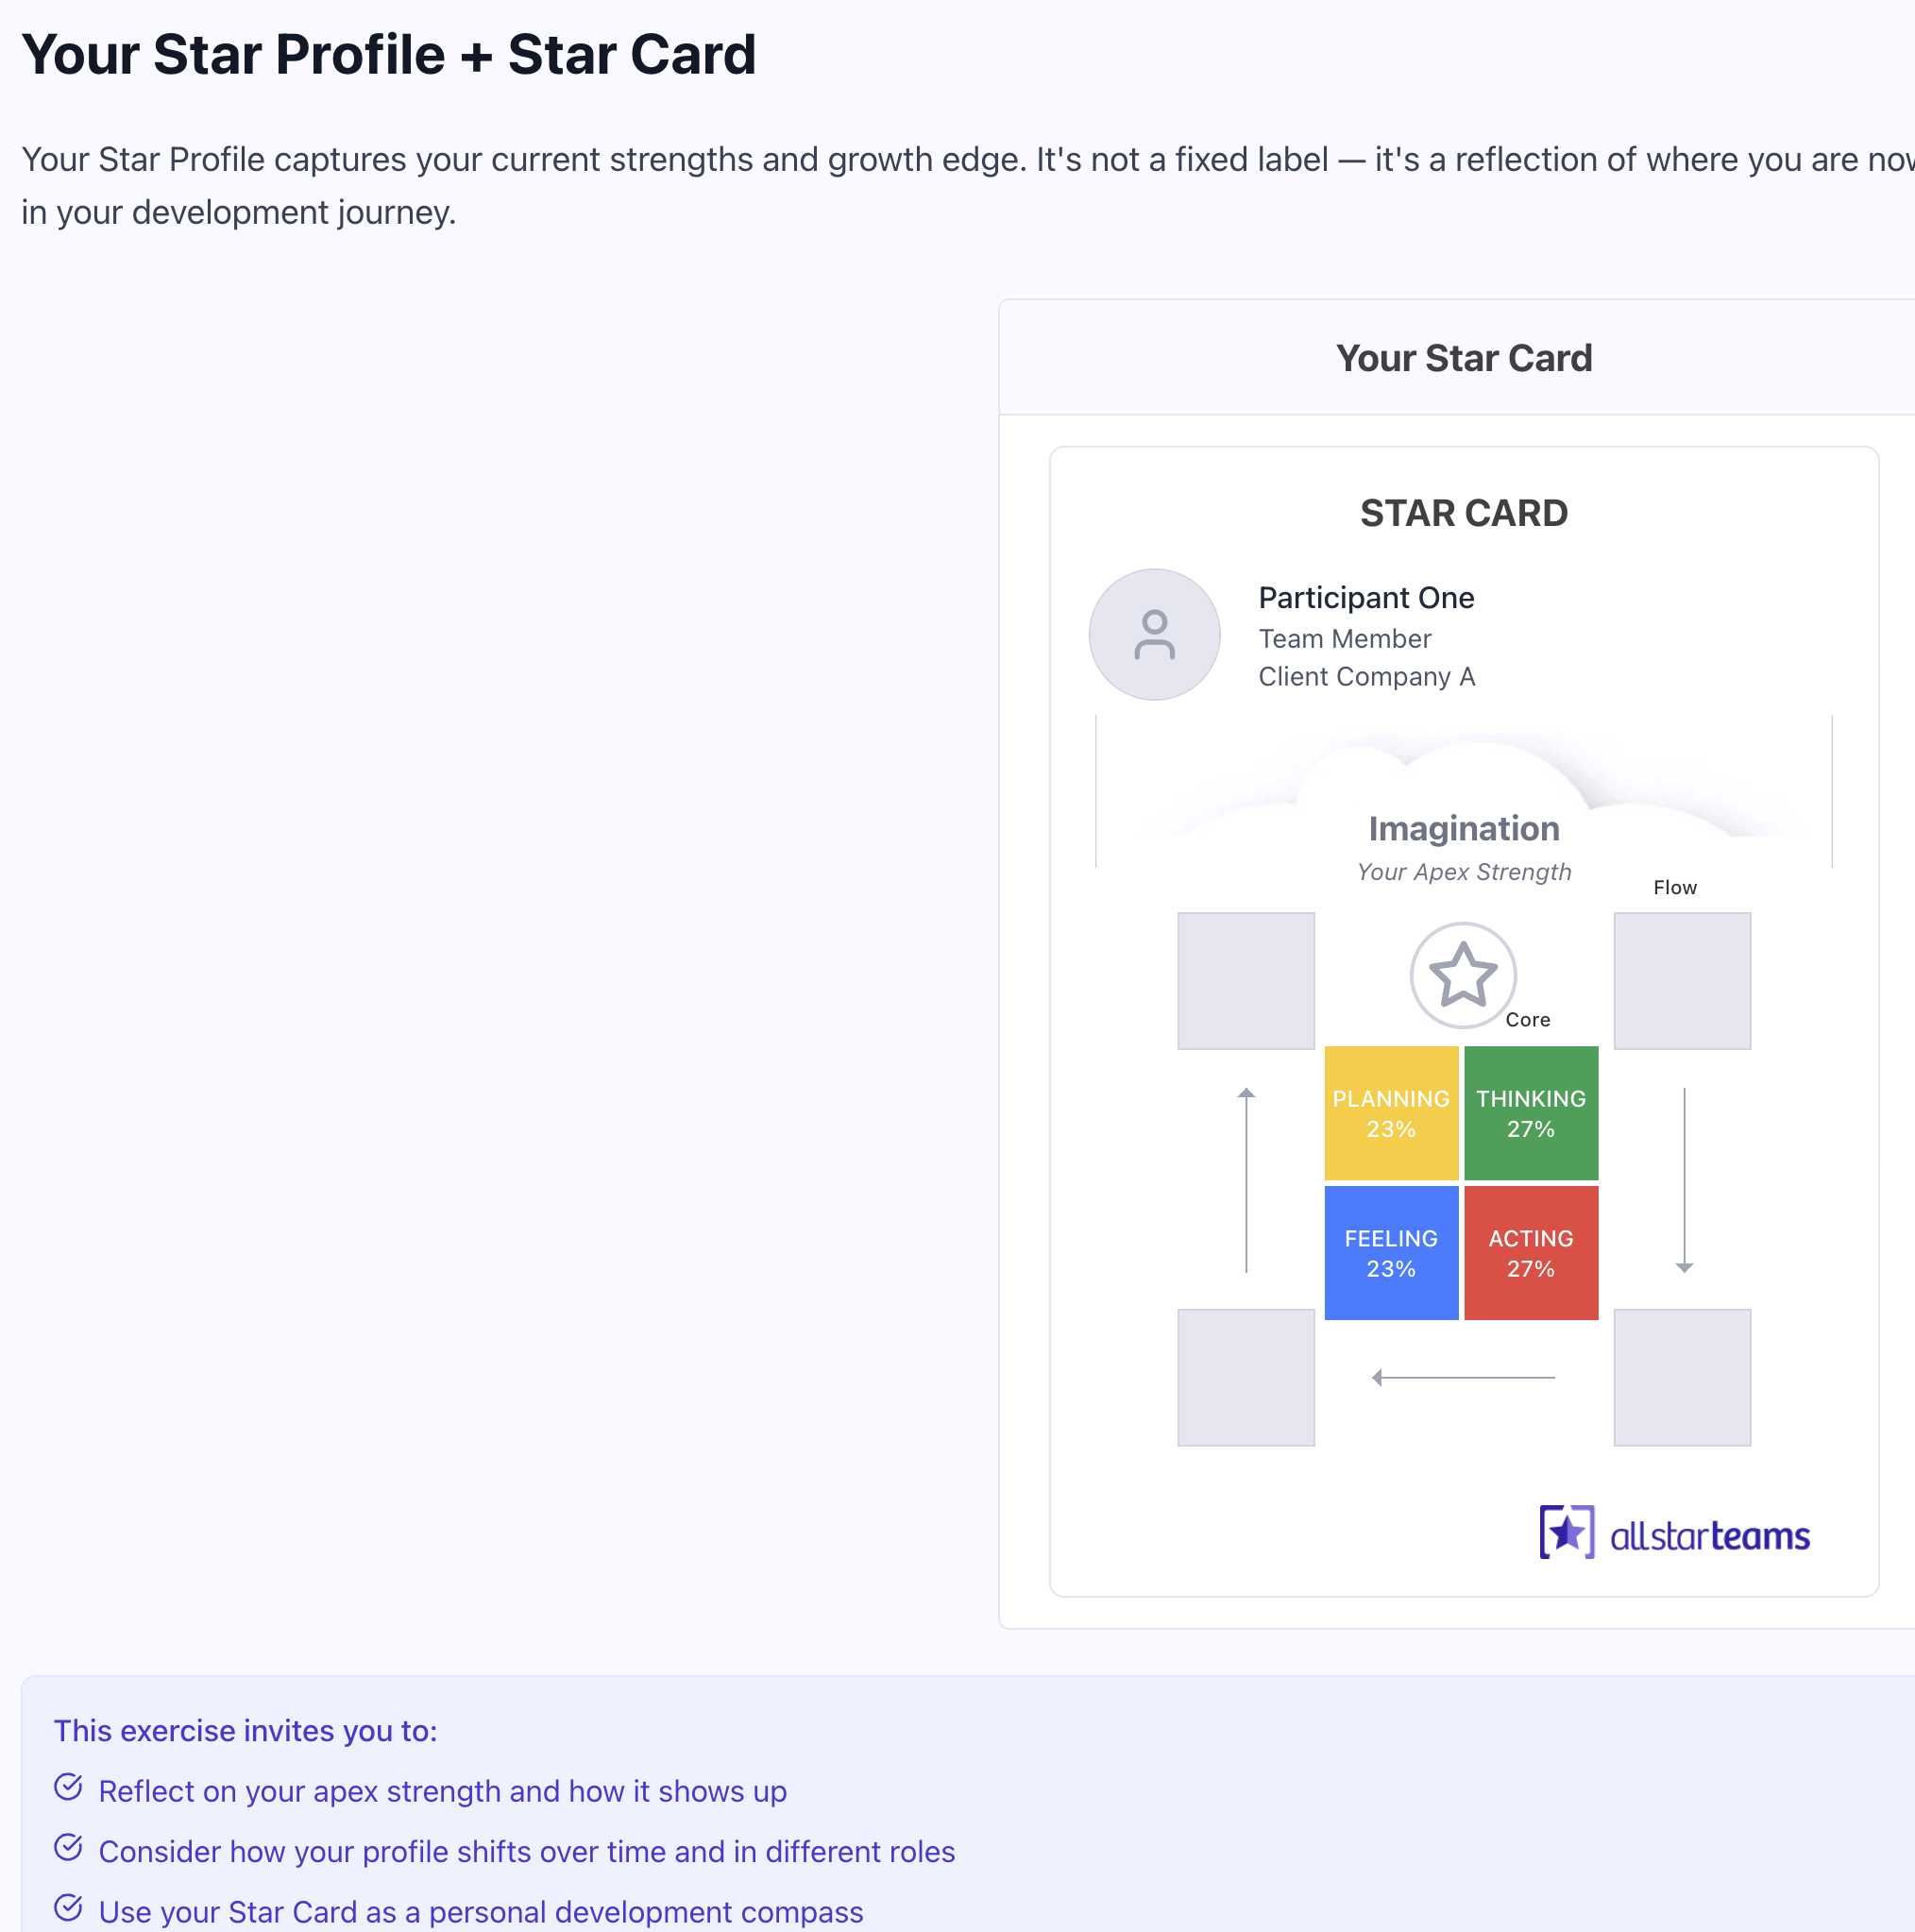 Your Star Profile + Star Card
Your Star Profile captures your current strengths and growth edge. It's not a fixed label — it's a reflection of where you are
in your development journey.
Your Star Card
STAR CARD
Participant One
Team Member
Client Company A
Imagination
Your Apex Strength
Flow
Core
PLANNING
23%
THINKING
27%
FEELING
23%
ACTING
27%
allstarteams
This exercise invites you to:
Reflect on your apex strength and how it shows up
Consider how your profile shifts over time and in different roles
Use your Star Card as a personal development compass